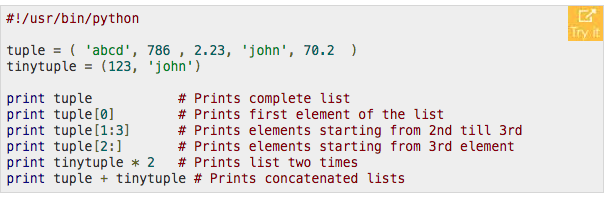 #!/usr/bin/python
Try it
tuple = ( 'abcd', 786 , 2.23, 'john', 70.2  )
tinytuple = (123, 'john')
print tuple           # Prints complete list
print tuple[0]        # Prints first element of the list
print tuple[1:3]      # Prints elements starting from 2nd till 3rd
print tuple[2:]       # Prints elements starting from 3rd element
print tinytuple * 2   # Prints list two times
print tuple + tinytuple # Prints concatenated lists